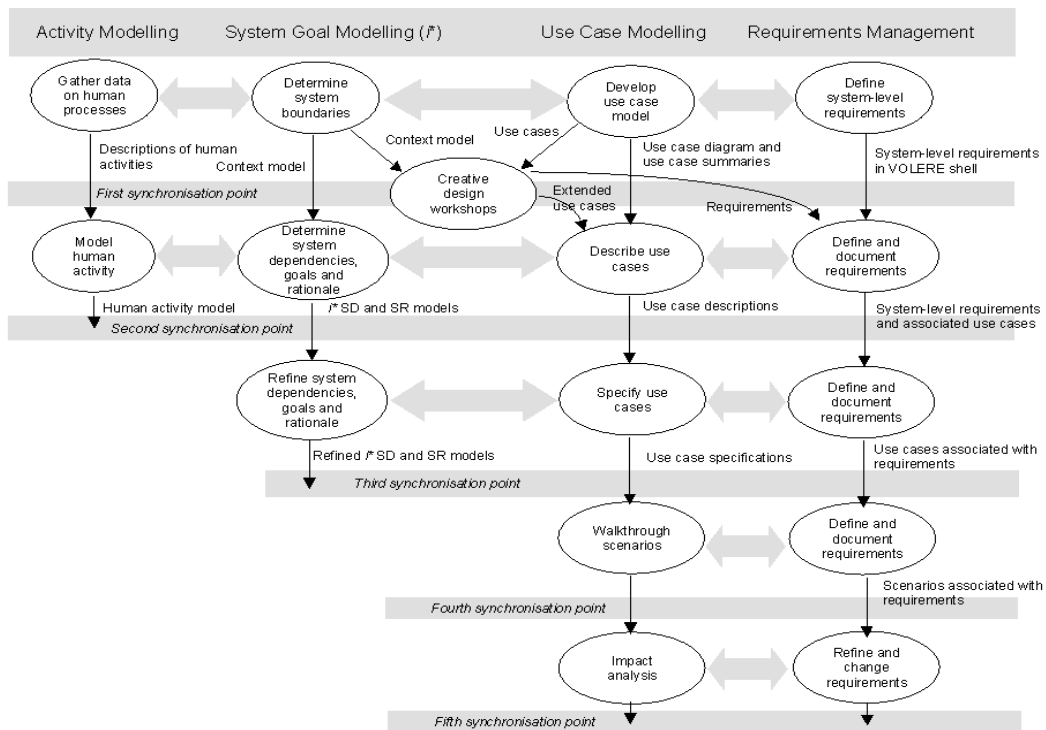 Activity Modelling
System Goal Modelling (i*)
Use Case Modelling
Requirements Management
Gather data
on human
processes
Determine
system
boundaries
Develop
use case
model
Define
system-level
requirements
Descriptions of human
activities
Context model
Context model
Use cases
Use case diagram and
use case summaries
System-level requirements
in VOLERE shell
First synchronisation point
Creative
design
workshops
Extended
use cases
Requirements
Model
human
activity
Determine
system
dependencies,
goals and
rationale
Describe use
cases
Define and
document
requirements
Human activity model
i* SD and SR models
Use case descriptions
System-level requirements
and associated use cases
Second synchronisation point
Refine system
dependencies,
goals and
rationale
Specify use
cases
Define and
document
requirements
Refined i* SD and SR models
Use case specifications
Use cases associated with
requirements
Third synchronisation point
Walkthrough
scenarios
Define and
document
requirements
Scenarios associated with
requirements
Fourth synchronisation point
Impact
analysis
Refine and
change
requirements
Fifth synchronisation point